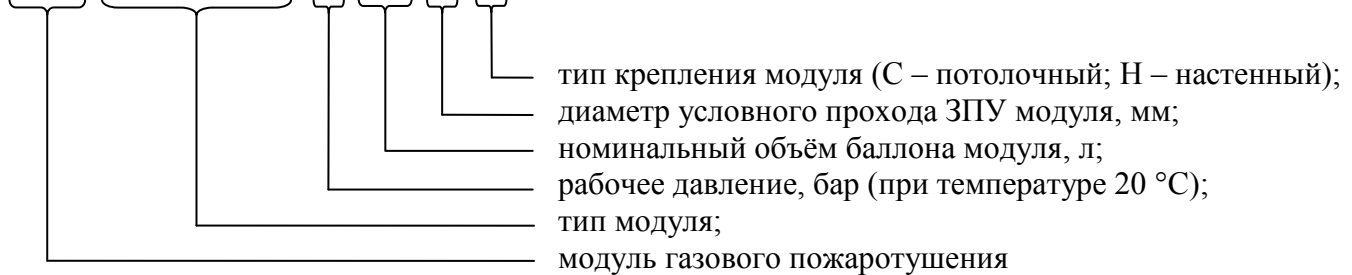 тип крепления модуля (С – потолочный; Н – настенный);
диаметр условного прохода ЗПУ модуля, мм;
номинальный объём баллона модуля, л;
рабочее давление, бар (при температуре 20 °С);
тип модуля;
модуль газового пожаротушения